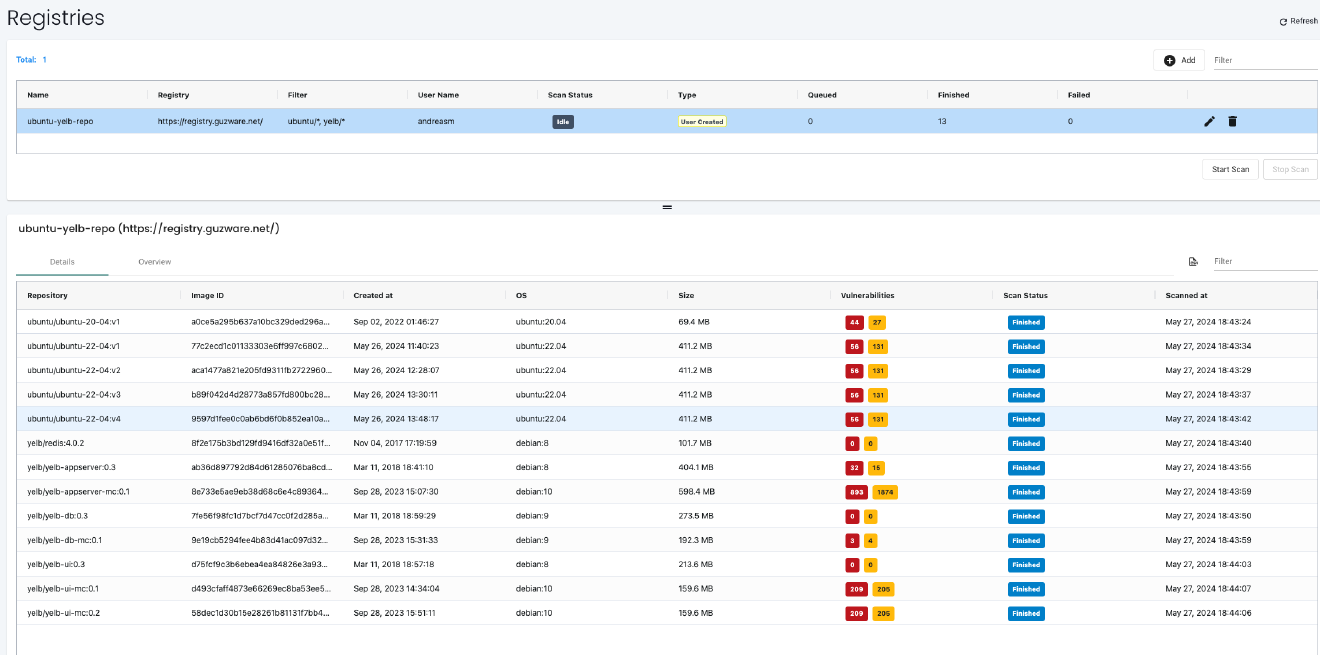 Registries
Refresh
Total: 1
Add Filter
Name Registry Filter User Name Scan Status Type Queued Finished Failed
ubuntu-yelb-repo https://registry.guzware.net/ ubuntu/*, yelb/* andreasm Idle User Created 0 13 0
Start Scan Stop Scan
ubuntu-yelb-repo (https://registry.guzware.net/)
Details Overview Filter
Repository Image ID Created at OS Size Vulnerabilities Scan Status Scanned at
ubuntu/ubuntu-20-04:v1 a0ce5a295b637a10bc329ded296a... Sep 02, 2022 01:46:27 ubuntu:20.04 69.4 MB 44 27 Finished May 27, 2024 18:43:24
ubuntu/ubuntu-22-04:v1 77c2ecd1c01133303e6ff997c6802... May 26, 2024 11:40:23 ubuntu:22.04 411.2 MB 56 131 Finished May 27, 2024 18:43:34
ubuntu/ubuntu-22-04:v2 aca1477a821e205fd9311fb2722960... May 26, 2024 12:28:07 ubuntu:22.04 411.2 MB 56 131 Finished May 27, 2024 18:43:29
ubuntu/ubuntu-22-04:v3 b89f042d4d28773a857fd800bc28... May 26, 2024 13:30:11 ubuntu:22.04 411.2 MB 56 131 Finished May 27, 2024 18:43:37
ubuntu/ubuntu-22-04:v4 9597d1fee0c0ab6bd6f0b852ea10a... May 26, 2024 13:48:17 ubuntu:22.04 411.2 MB 56 131 Finished May 27, 2024 18:43:42
yelb/redis:4.0.2 8f2e175b3bd129fd9416df32a0e51f... Nov 04, 2017 17:19:59 debian:8 101.7 MB 0 0 Finished May 27, 2024 18:43:40
yelb/yelb-appserver:0.3 ab36d897792d84d61285076ba8cd... Mar 11, 2018 18:41:10 debian:8 404.1 MB 32 15 Finished May 27, 2024 18:43:55
yelb/yelb-appserver-mc:0.1 8e733e5ae9eb38d68c6e4c89364... Sep 28, 2023 15:07:30 debian:10 598.4 MB 893 1874 Finished May 27, 2024 18:43:59
yelb/yelb-db:0.3 7fe56f98fc1d7bcf7d47cc0f2d285a... Mar 11, 2018 18:59:29 debian:9 273.5 MB 0 0 Finished May 27, 2024 18:43:50
yelb/yelb-db-mc:0.1 9e19cb5294fee4b83d41ac097d32... Sep 28, 2023 15:31:33 debian:9 192.3 MB 3 4 Finished May 27, 2024 18:43:59
yelb/yelb-ui:0.3 d75fcf9c3b6ebea4ea84826e3a93... Mar 11, 2018 18:57:18 debian:8 213.6 MB 0 0 Finished May 27, 2024 18:44:03
yelb/yelb-ui-mc:0.1 d493cfaff4873e66269ec8ba53ee5... Sep 28, 2023 14:34:04 debian:10 159.6 MB 209 205 Finished May 27, 2024 18:44:07
yelb/yelb-ui-mc:0.2 58dec1d30b15e28261b81131f7bb4... Sep 28, 2023 15:51:11 debian:10 159.6 MB 209 205 Finished May 27, 2024 18:44:06